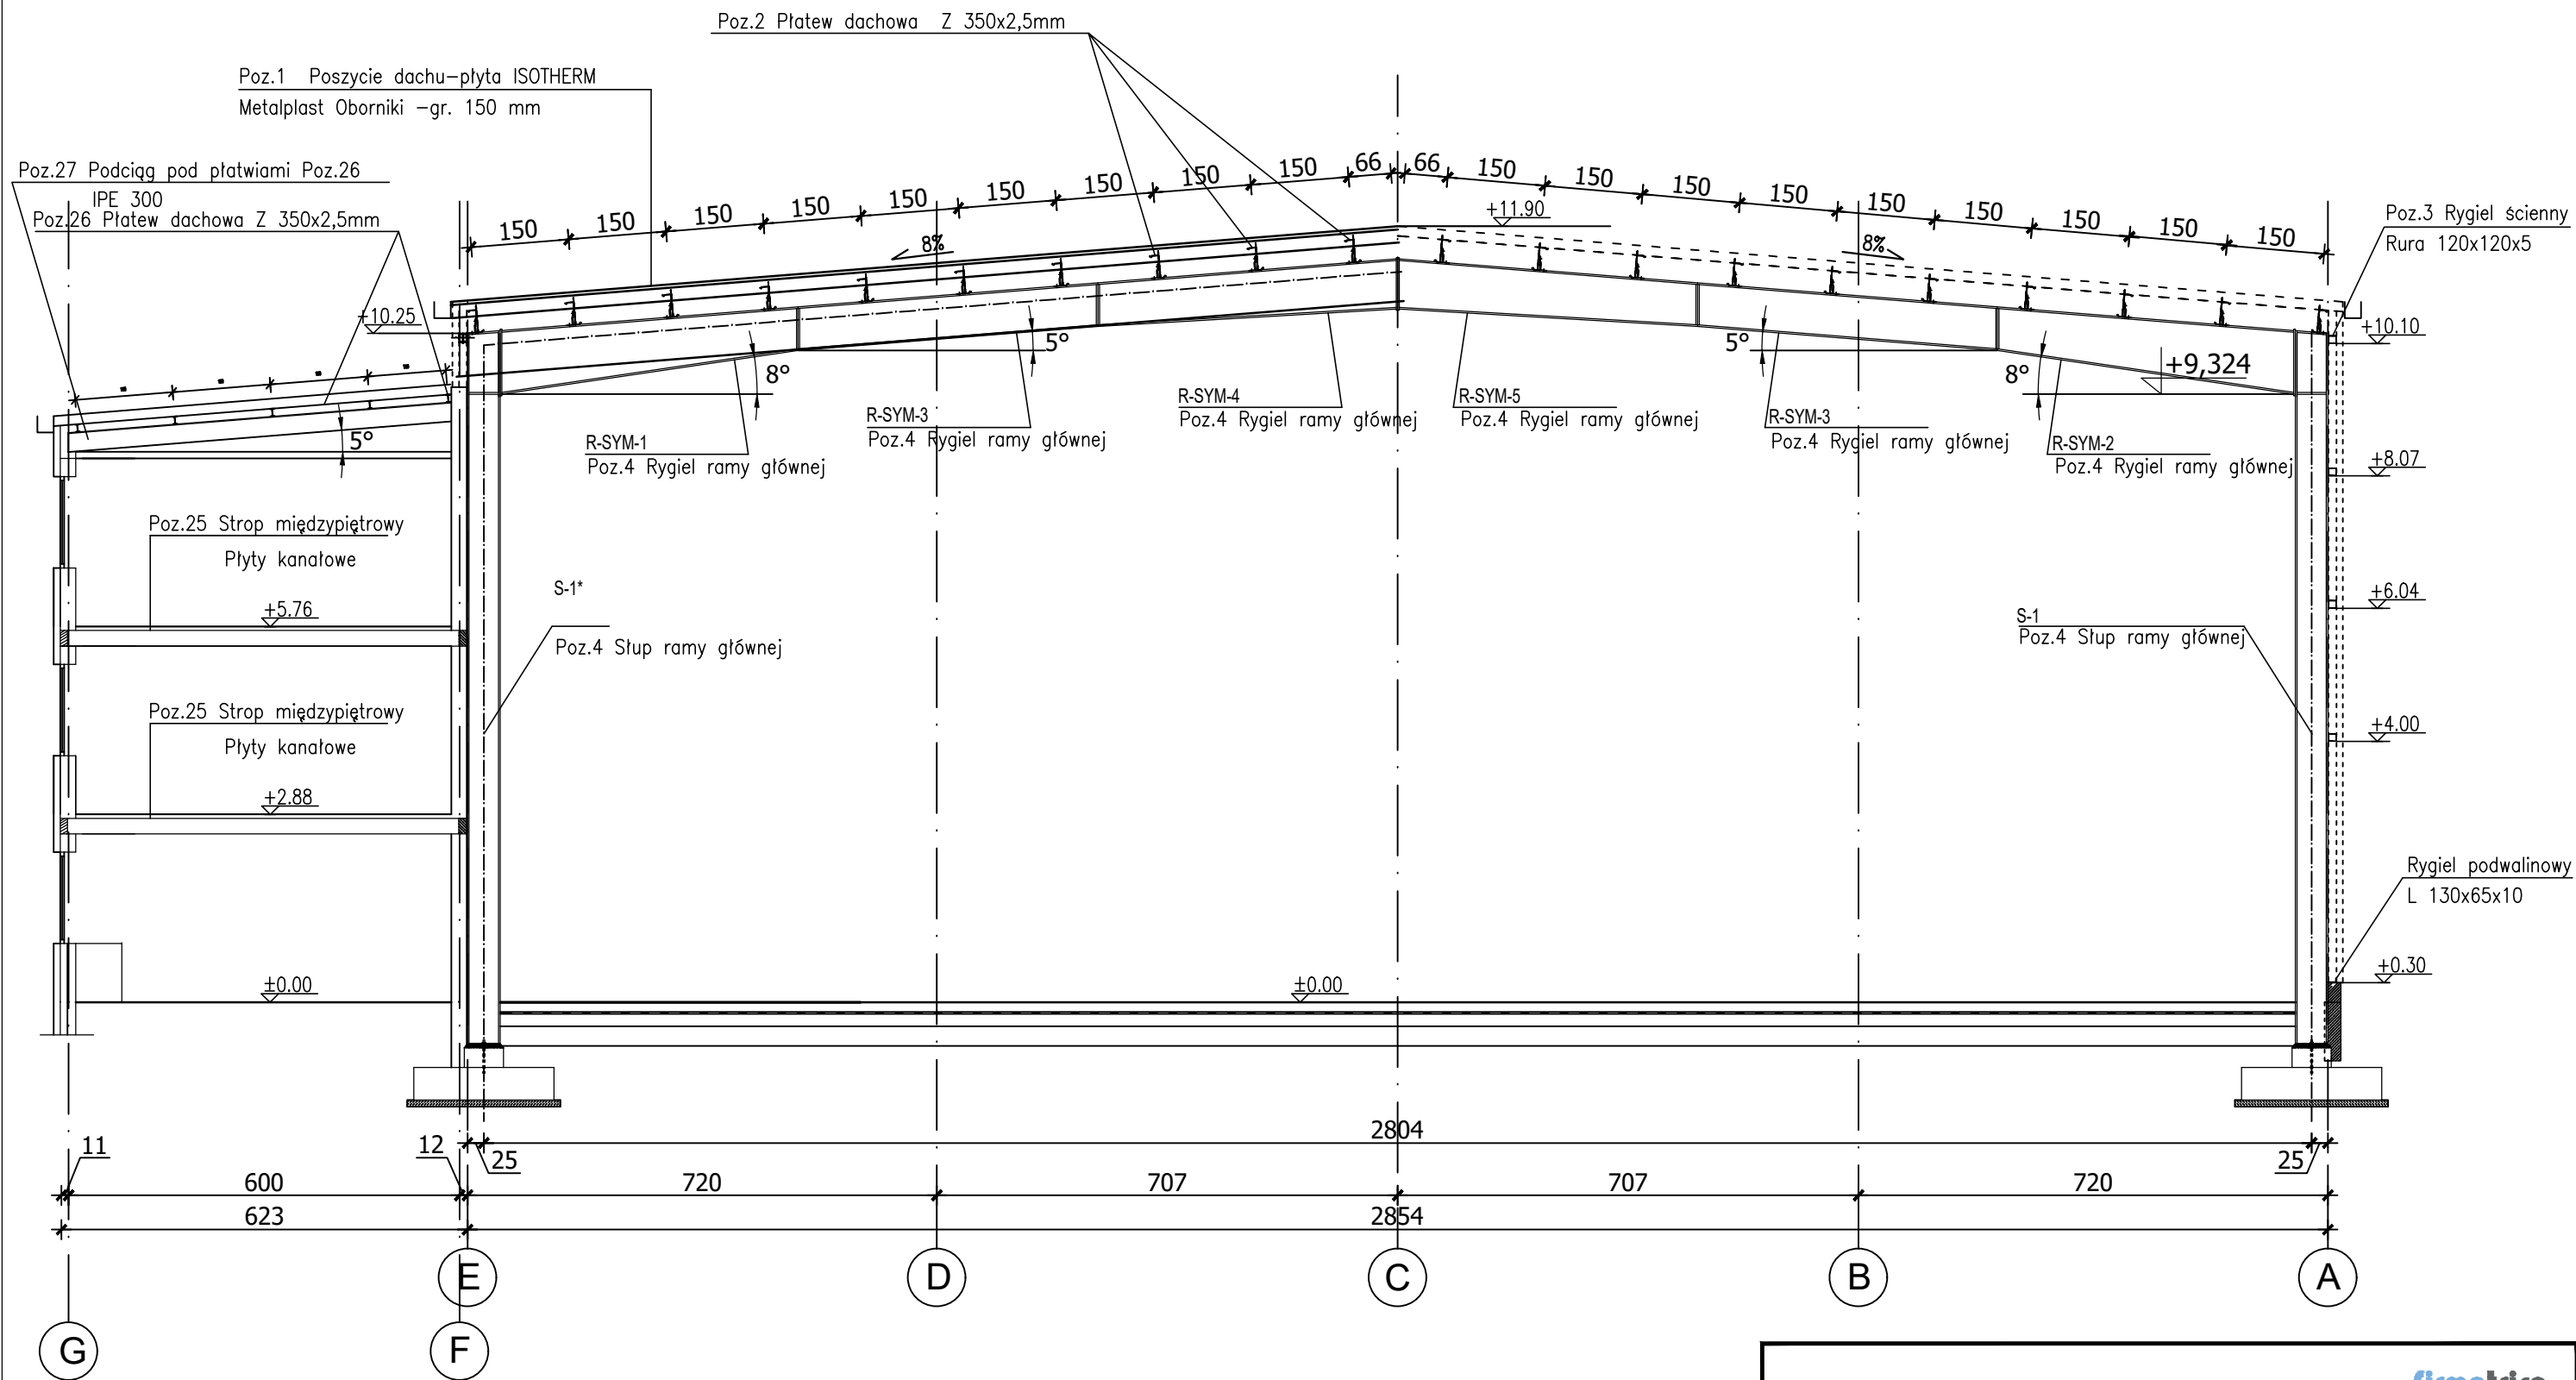 Poz.2 Płatew dachowa Z 350x2,5mm
Poz.1 Poszycie dachu-płyta ISOTHERM
Metalplast Oborniki -gr. 150 mm
Poz.27 Podciąg pod płatwiami Poz.26
IPE 300
Poz.26 Płatew dachowa Z 350x2,5mm
150 150 150 150 150 150 150 150 150 66 66 150 150 150 150 150 150 150 150 150
Poz.3 Rygiel ścienny
Rura 120x120x5
+11.90
8%
8%
+10.25
+10.10
5°
8°
5°
5°
8°
+9,324
R-SYM-1
Poz.4 Rygiel ramy głównej
R-SYM-3
Poz.4 Rygiel ramy głównej
R-SYM-4
Poz.4 Rygiel ramy głównej
R-SYM-5
Poz.4 Rygiel ramy głównej
R-SYM-3
Poz.4 Rygiel ramy głównej
R-SYM-2
Poz.4 Rygiel ramy głównej
+8.07
Poz.25 Strop międzypiętrowy
Płyty kanałowe
+5.76
S-1*
Poz.4 Słup ramy głównej
S-1
Poz.4 Słup ramy głównej
+6.04
Poz.25 Strop międzypiętrowy
Płyty kanałowe
+4.00
+2.88
Rygiel podwalinowy
L 130x65x10
+0.30
±0.00
±0.00
11
12
25
2804
25
600
720
707
707
720
623
2854
E
D
C
B
A
G
F